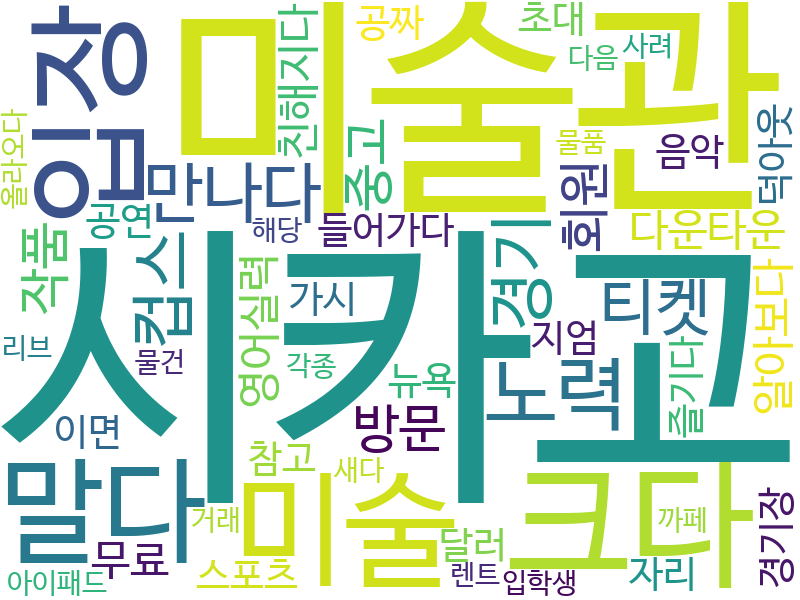 입장
미술관
공짜
초대
다음
사려
친해지다
중고
맛나다
올라오다
물품
음악
덕아웃
회원
작품
공연
해당
들어가다
다운타운
컵스
시카고
영어실력
가시
경기
티켓
지엄
알아보다
리브
물건
각종
뉴욕
노력
즐기다
이면
방문
말다
미술
참고
새다
크다
거래
까페
경기장
무료
달러
아이패드
스포츠
렌트
입학생
자리